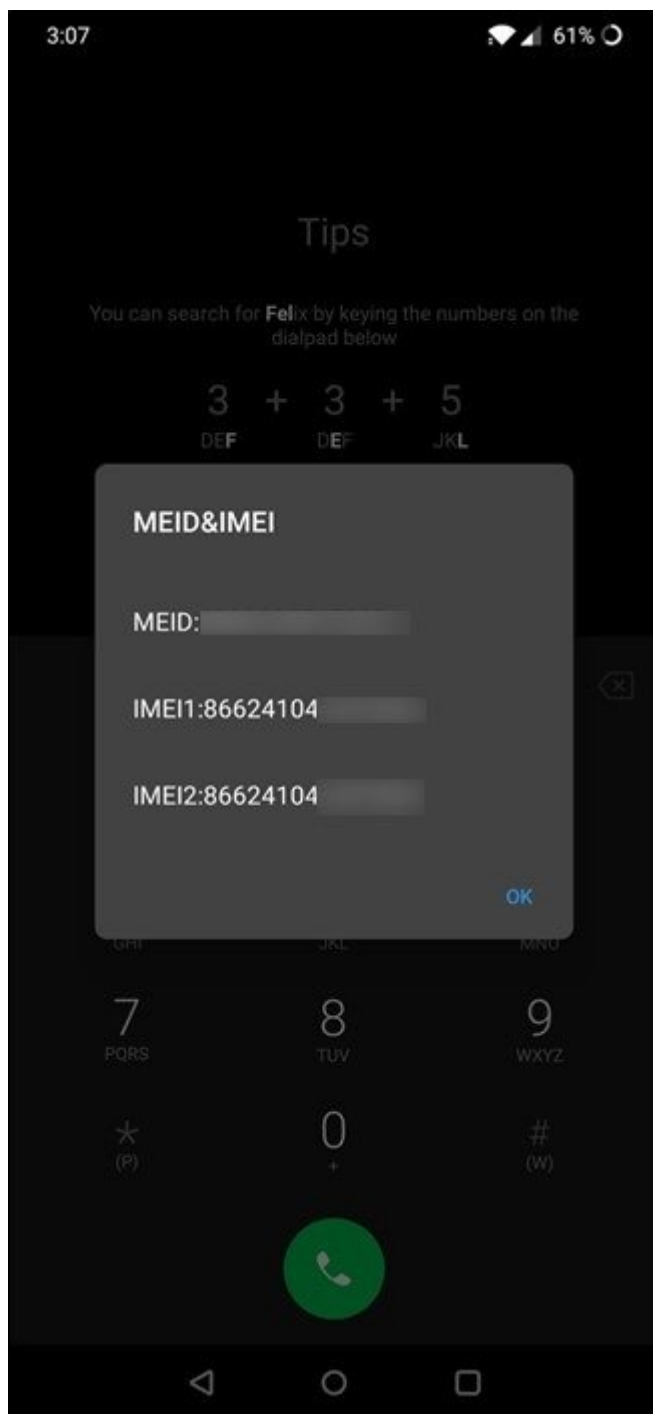 3:07
61%
Tips
You can search for Felix by keying the numbers on the
dialpad below
3 + 3 + 5
DEF DEF JKL
MEID&IMEI
MEID:
IMEI1:86624104
IMEI2:86624104
OK
GHI JKL MNO
7 8 9
PQRS TUV WXYZ
* 0 #
(P) + (W)